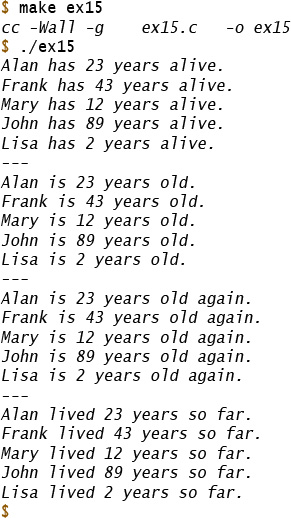 $ make ex15
cc -Wall -g    ex15.c   -o ex15
$ ./ex15
Alan has 23 years alive.
Frank has 43 years alive.
Mary has 12 years alive.
John has 89 years alive.
Lisa has 2 years alive.
---
Alan is 23 years old.
Frank is 43 years old.
Mary is 12 years old.
John is 89 years old.
Lisa is 2 years old.
---
Alan is 23 years old again.
Frank is 43 years old again.
Mary is 12 years old again.
John is 89 years old again.
Lisa is 2 years old again.
---
Alan lived 23 years so far.
Frank lived 43 years so far.
Mary lived 12 years so far.
John lived 89 years so far.
Lisa lived 2 years so far.
$